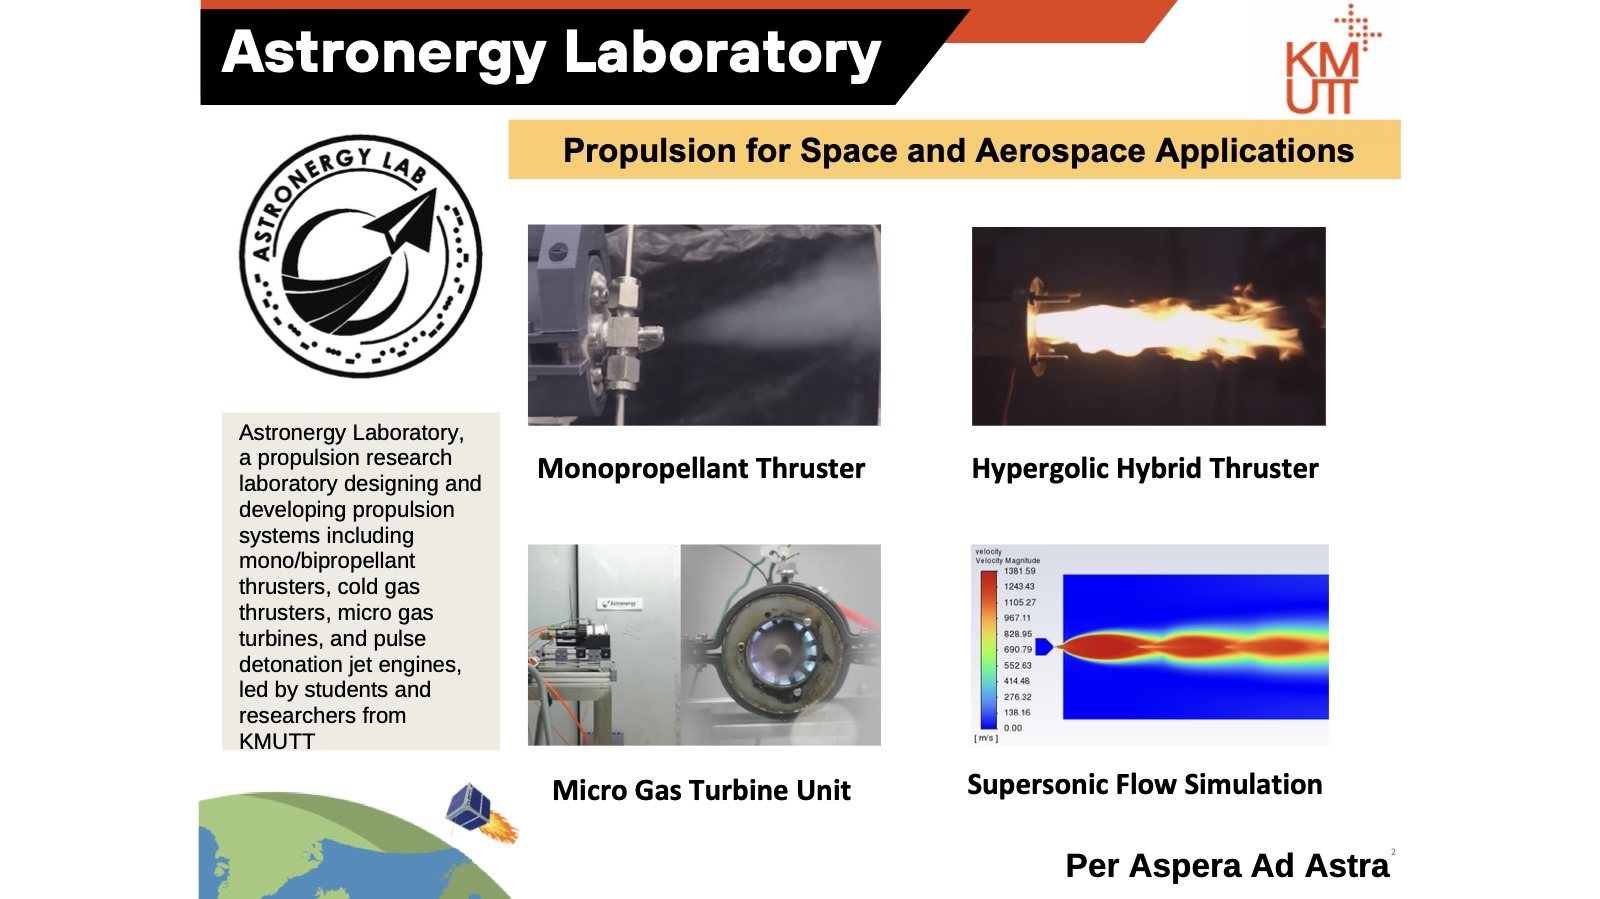 Astronergy Laboratory
KM
UTT
Propulsion for Space and Aerospace Applications
ASTRONERGY LAB
Astronergy Laboratory,
a propulsion research
laboratory designing and
developing propulsion
systems including
mono/bipropellant
thrusters, cold gas
thrusters, micro gas
turbines, and pulse
detonation jet engines,
led by students and
researchers from
KMUTT
Monopropellant Thruster
Hypergolic Hybrid Thruster
Astronergy
velocity
Velocity Magnitude
1381.59
1243.43
1105.27
967.11
828.95
690.79
552.63
414.48
276.32
138.16
0.00
[ m/s ]
Micro Gas Turbine Unit
Supersonic Flow Simulation
Per Aspera Ad Astra
2